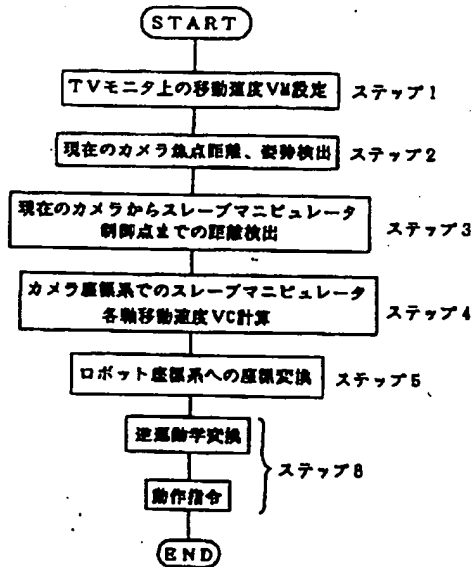 START
TVモニタ上の移動速度VM設定 ステップ1
現在のカメラ焦点距離、姿勢検出 ステップ2
現在のカメラからスレーブマニピュレータ
制御点までの距離検出 ステップ3
カメラ座標系でのスレーブマニピュレータ
各軸移動速度VC計算 ステップ4
ロボット座標系への座標変換 ステップ5
逆運動学変換
ステップ8
動作指令
END